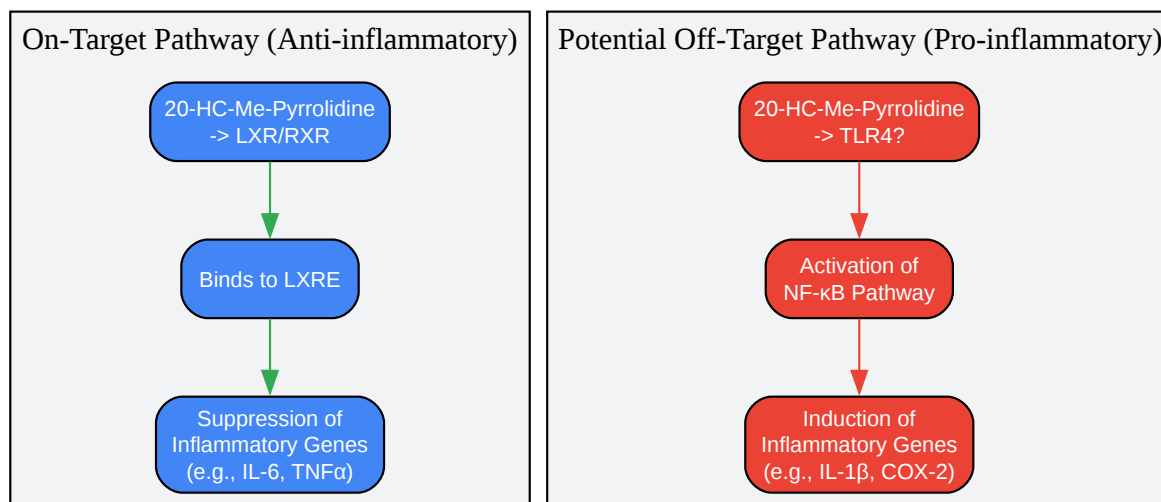 On-Target Pathway (Anti-inflammatory)
20-HC-Me-Pyrrolidine
-> LXR/RXR
Binds to LXRE
Suppression of
Inflammatory Genes
(e.g., IL-6, TNFα)
Potential Off-Target Pathway (Pro-inflammatory)
20-HC-Me-Pyrrolidine
-> TLR4?
Activation of
NF-κB Pathway
Induction of
Inflammatory Genes
(e.g., IL-1β, COX-2)